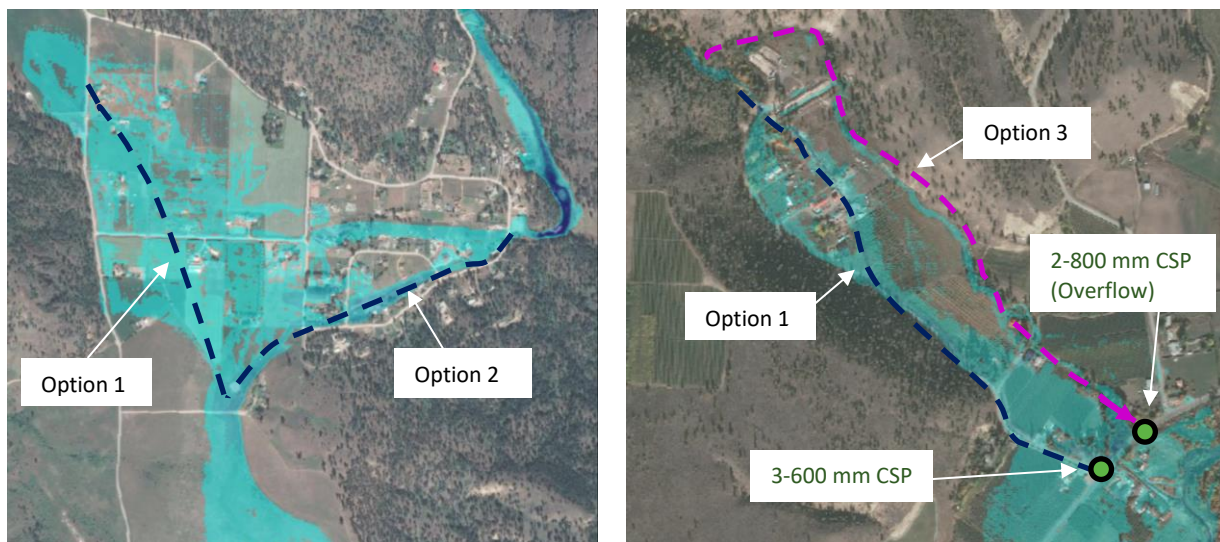 Option 1
Option 2
Option 3
Option 1
2-800 mm CSP
(Overflow)
3-600 mm CSP